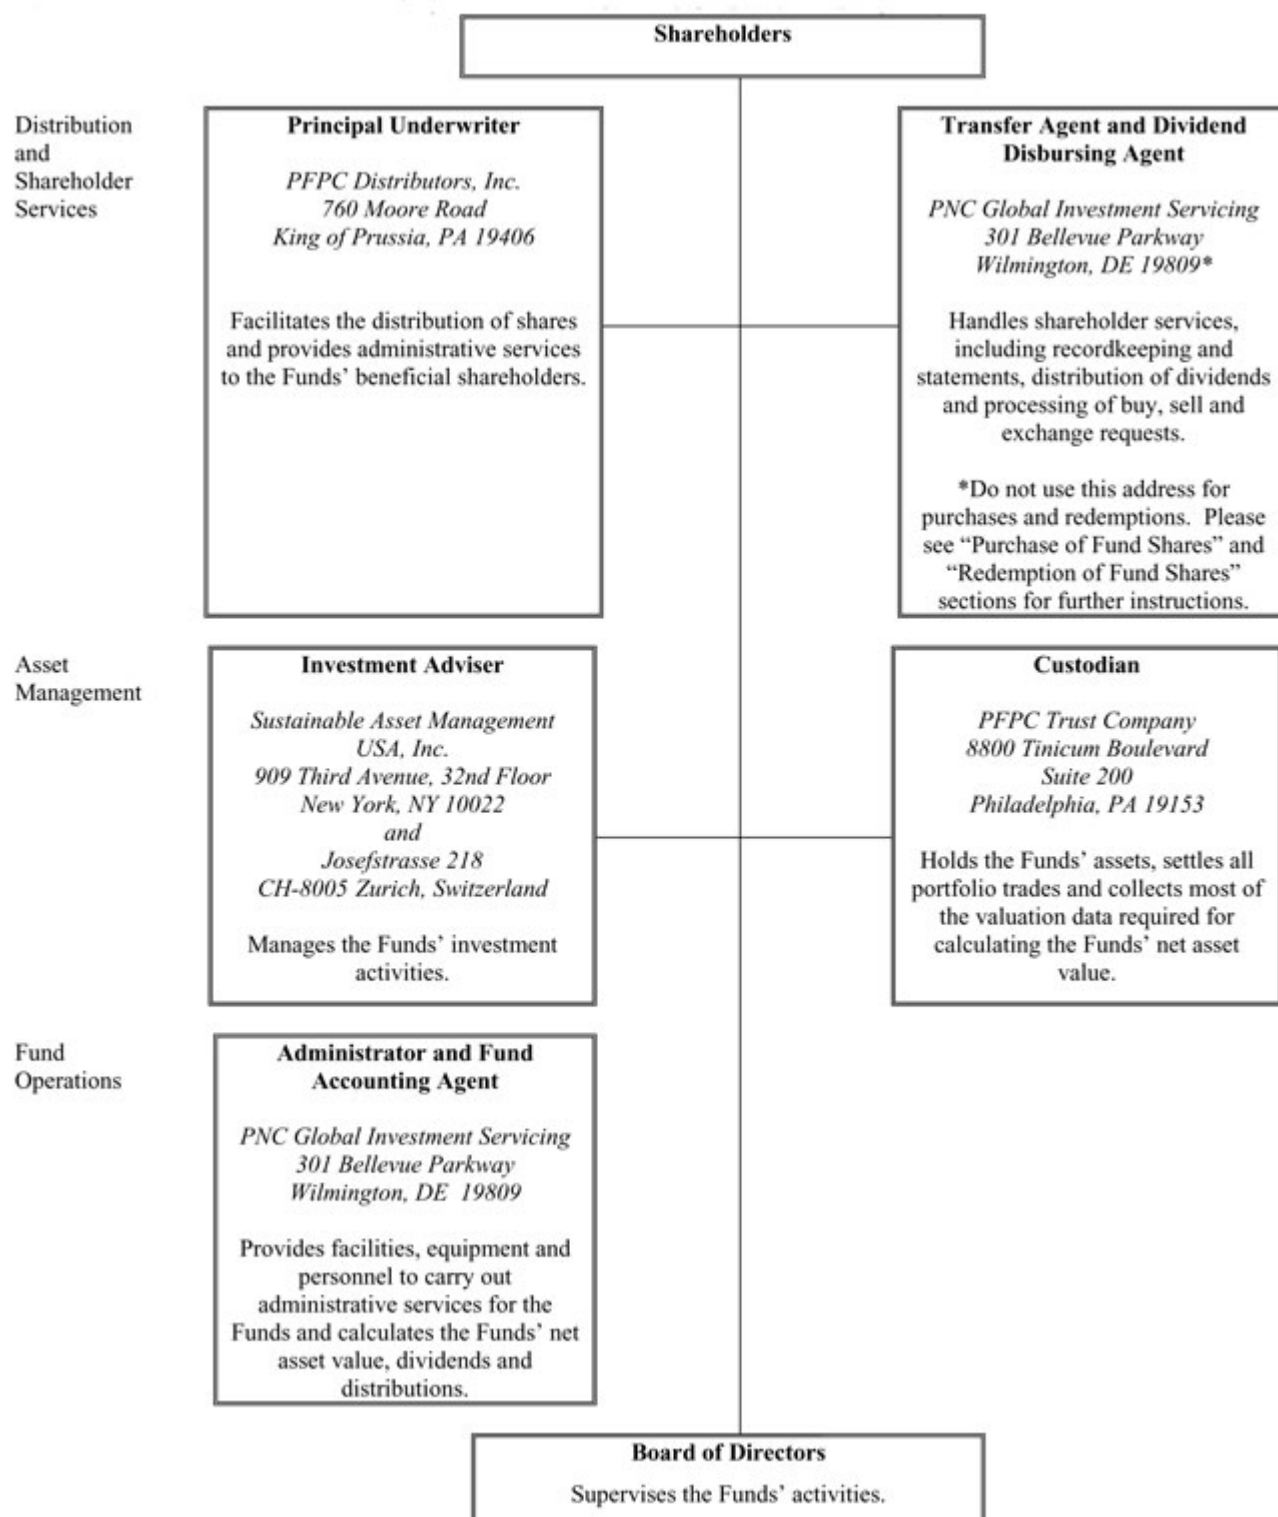 Shareholders
Distribution
and
Shareholder
Services
Principal Underwriter
PFPC Distributors, Inc.
760 Moore Road
King of Prussia, PA 19406
Facilitates the distribution of shares
and provides administrative services
to the Funds’ beneficial shareholders.
Transfer Agent and Dividend
Disbursing Agent
PNC Global Investment Servicing
301 Bellevue Parkway
Wilmington, DE 19809*
Handles shareholder services,
including recordkeeping and
statements, distribution of dividends
and processing of buy, sell and
exchange requests.
*Do not use this address for
purchases and redemptions.  Please
see “Purchase of Fund Shares” and
“Redemption of Fund Shares”
sections for further instructions.
Asset
Management
Investment Adviser
Sustainable Asset Management
USA, Inc.
909 Third Avenue, 32nd Floor
New York, NY 10022
and
Josefstrasse 218
CH-8005 Zurich, Switzerland
Manages the Funds’ investment
activities.
Custodian
PFPC Trust Company
8800 Tinicum Boulevard
Suite 200
Philadelphia, PA 19153
Holds the Funds’ assets, settles all
portfolio trades and collects most of
the valuation data required for
calculating the Funds’ net asset
value.
Fund
Operations
Administrator and Fund
Accounting Agent
PNC Global Investment Servicing
301 Bellevue Parkway
Wilmington, DE  19809
Provides facilities, equipment and
personnel to carry out
administrative services for the
Funds and calculates the Funds’ net
asset value, dividends and
distributions.
Board of Directors
Supervises the Funds’ activities.